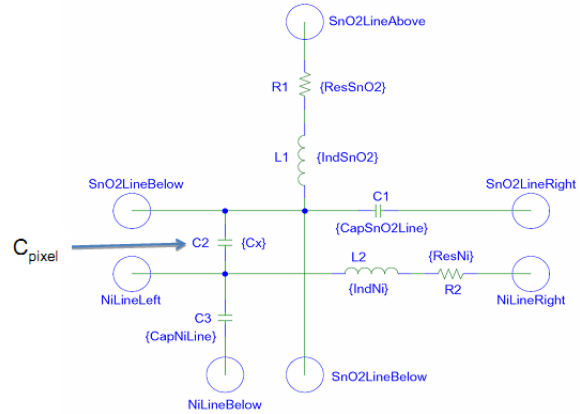 SnO2LineAbove
R1
{ResSnO2}
L1
{IndSnO2}
SnO2LineBelow
C1
SnO2LineRight
{CapSnO2Line}
Cpixel
C2
{Cx}
L2
{ResNi}
NiLineLeft
{IndNi}
R2
NiLineRight
C3
{CapNiLine}
SnO2LineBelow
NiLineBelow